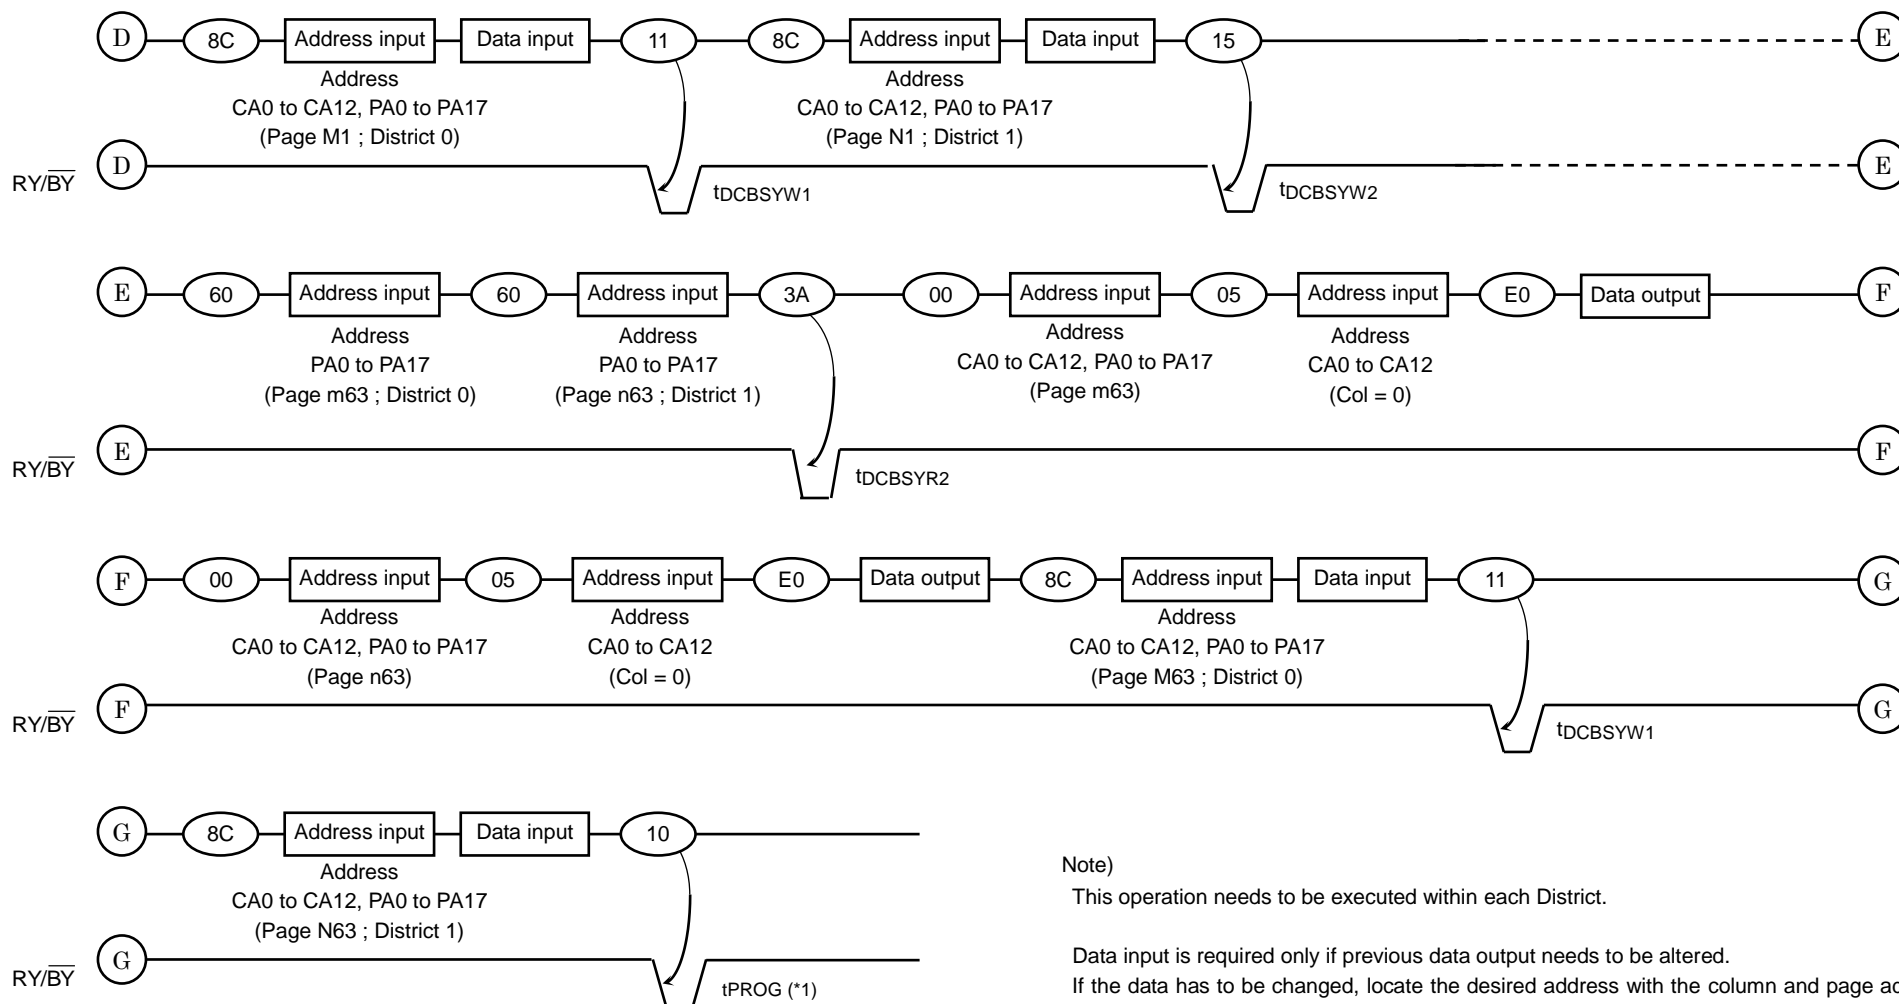 D 8C Address input Data input 11 8C Address input Data input 15 E
Address Address
CA0 to CA12, PA0 to PA17 CA0 to CA12, PA0 to PA17
(Page M1 ; District 0) (Page N1 ; District 1)
RY/BY D tDCBSYW1 tDCBSYW2 E
E 60 Address input 60 Address input 3A 00 Address input 05 Address input E0 Data output F
Address Address Address Address
PA0 to PA17 PA0 to PA17 CA0 to CA12, PA0 to PA17 CA0 to CA12
(Page m63 ; District 0) (Page n63 ; District 1) (Page m63) (Col = 0)
RY/BY E tDCBSYR2 F
F 00 Address input 05 Address input E0 Data output 8C Address input Data input 11 G
Address Address Address
CA0 to CA12, PA0 to PA17 CA0 to CA12 CA0 to CA12, PA0 to PA17
(Page n63) (Col = 0) (Page M63 ; District 0)
RY/BY F tDCBSYW1 G
G 8C Address input Data input 10
Address
CA0 to CA12, PA0 to PA17
(Page N63 ; District 1)
RY/BY G tPROG (*1)
Note)
This operation needs to be executed within each District.
Data input is required only if previous data output needs to be altered.
If the data has to be changed, locate the desired address with the column and page